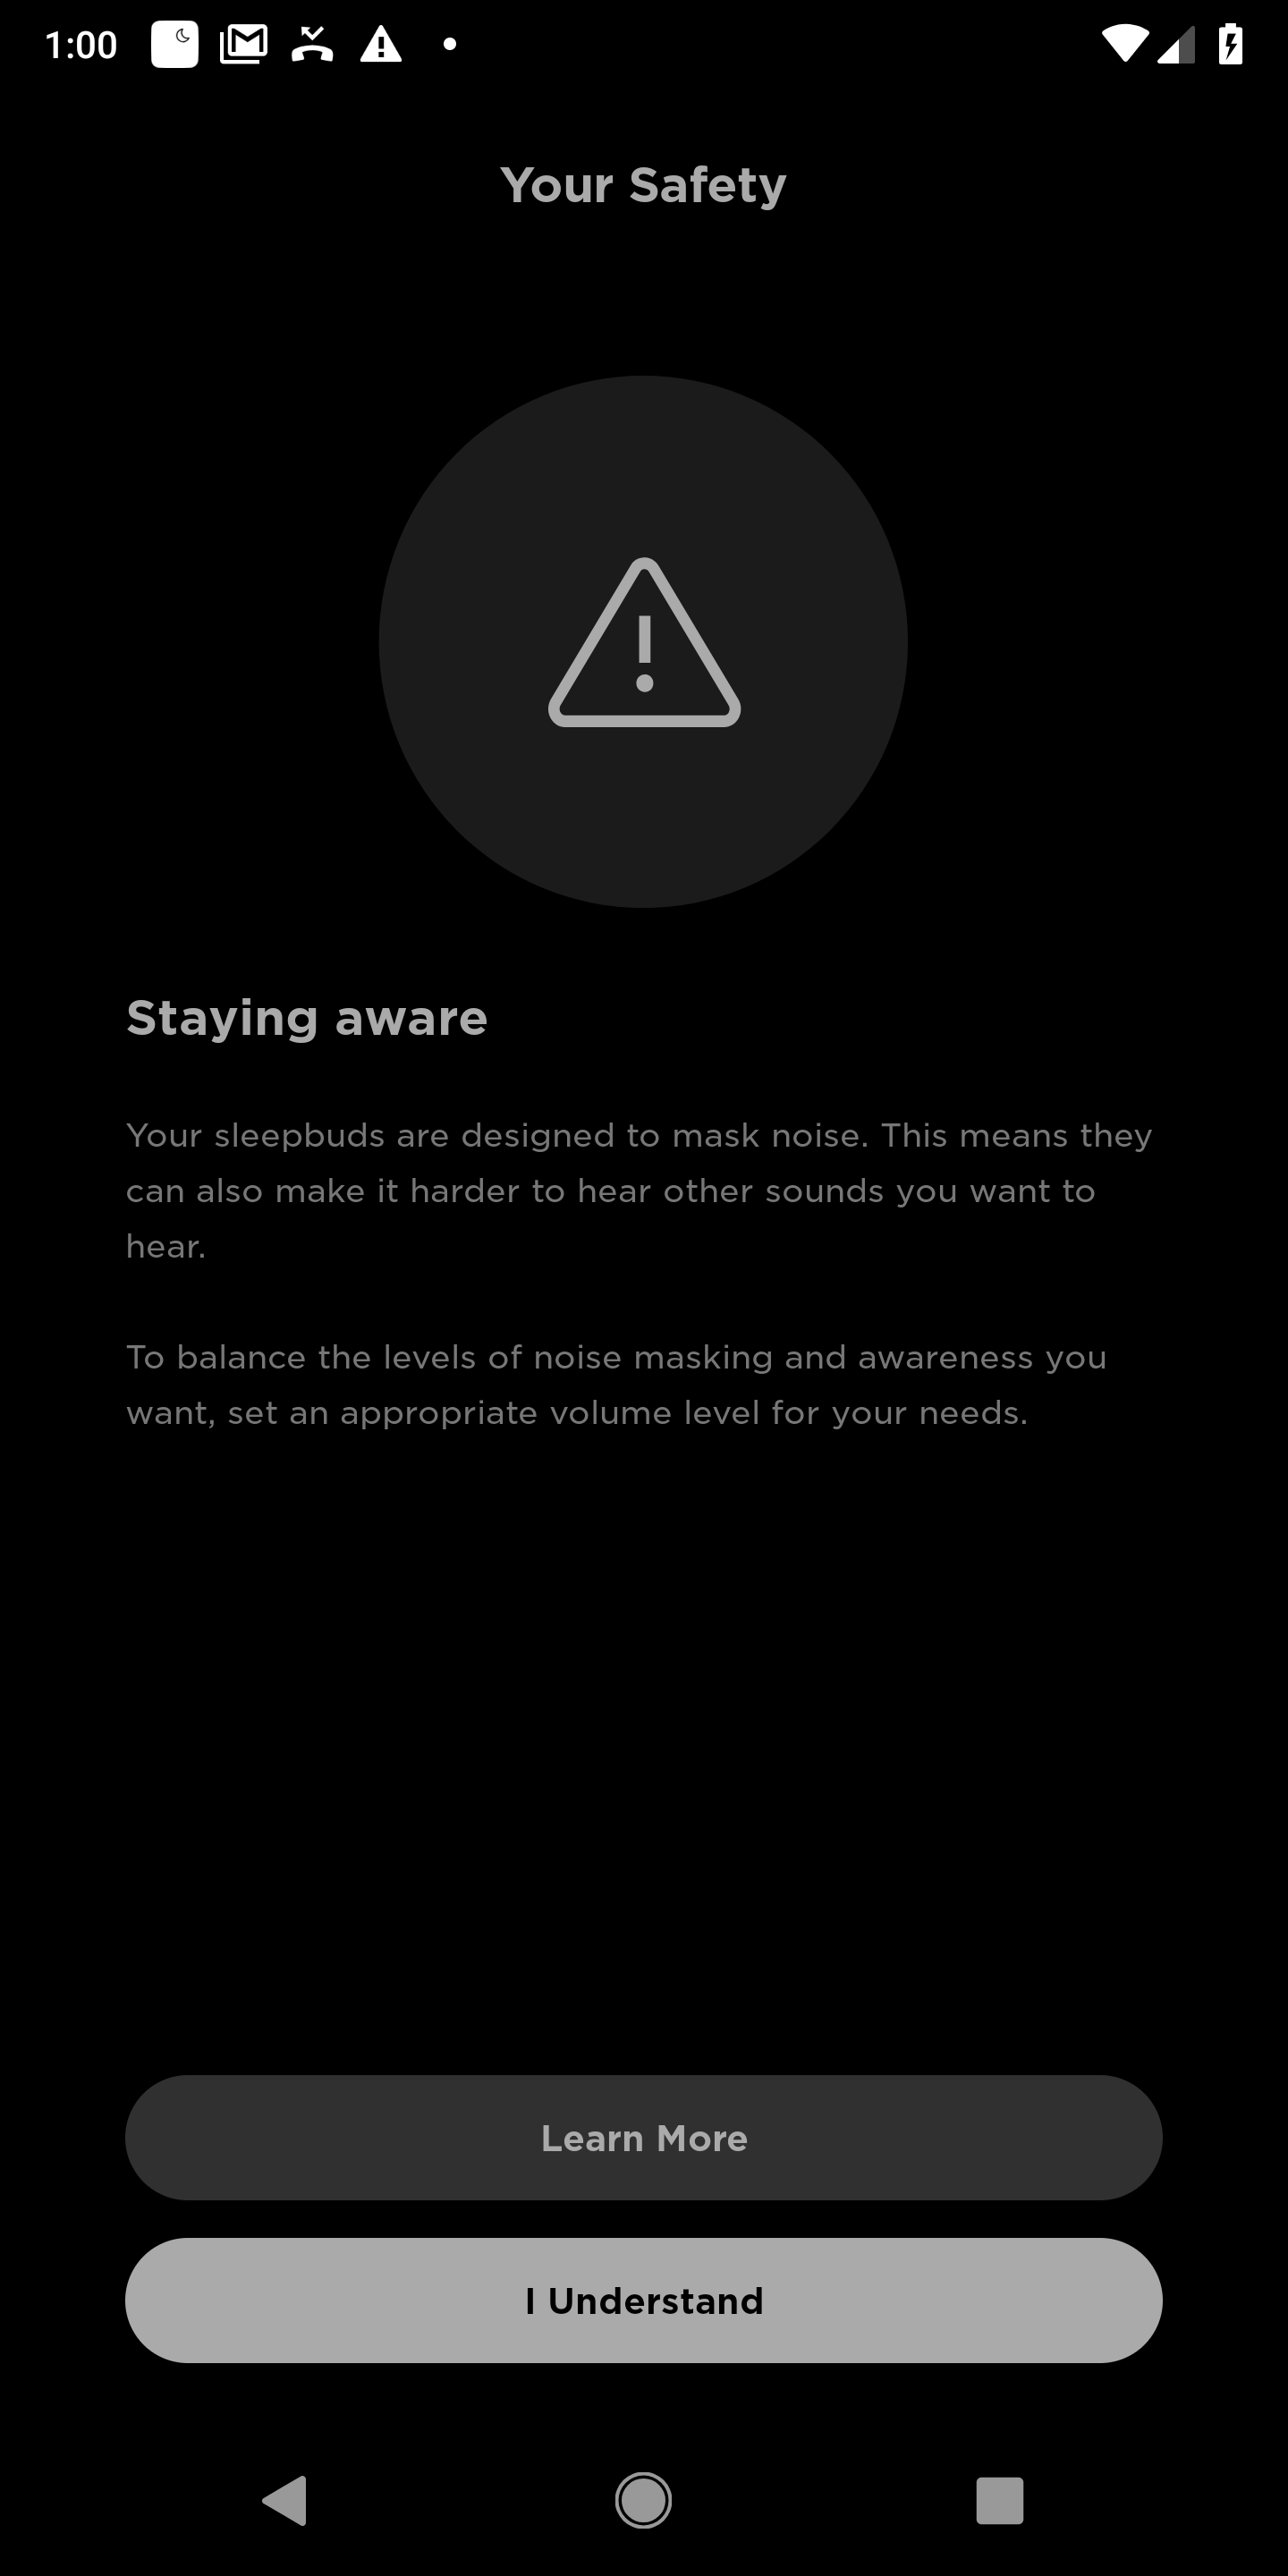 1:00
Your Safety
Staying aware
Your sleepbuds are designed to mask noise. This means they
can also make it harder to hear other sounds you want to
hear.
To balance the levels of noise masking and awareness you
want, set an appropriate volume level for your needs.
Learn More
I Understand